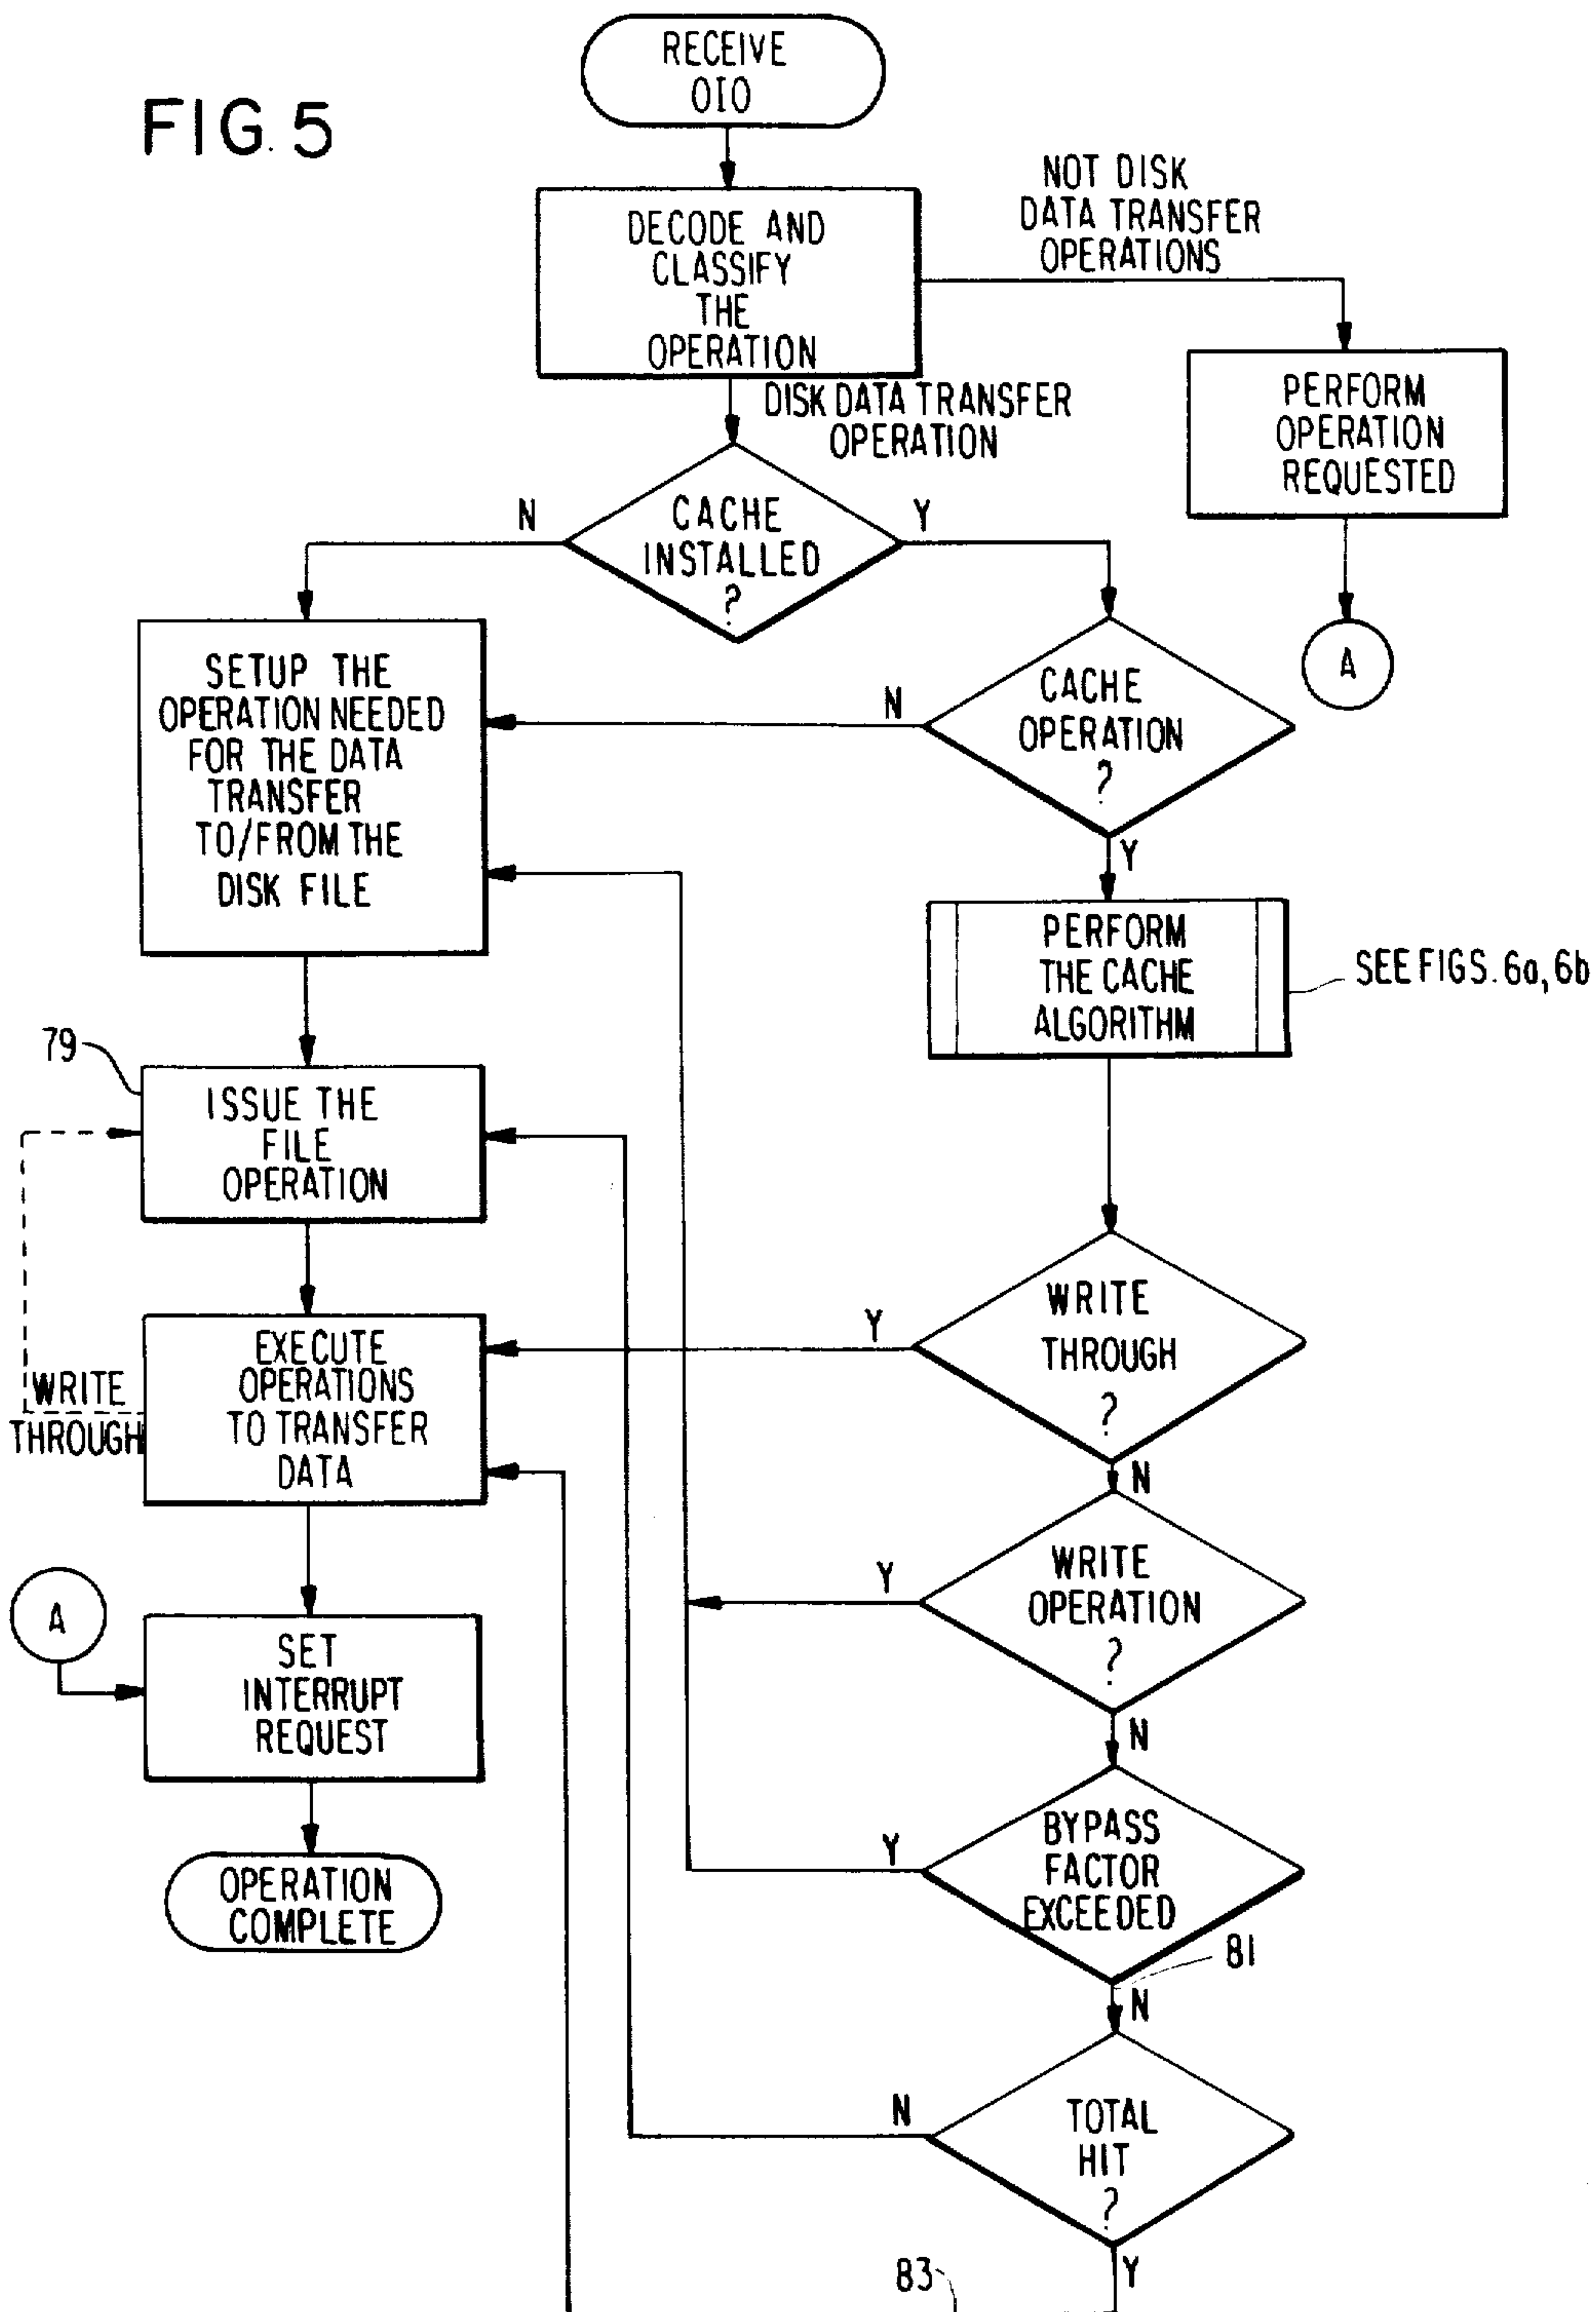 FIG. 5
RECEIVE
OIO
DECODE AND
CLASSIFY
THE
OPERATION
NOT DISK
DATA TRANSFER
OPERATIONS
DISK DATA TRANSFER
OPERATION
PERFORM
OPERATION
REQUESTED
A
N
CACHE
INSTALLED
?
Y
SETUP THE
OPERATION NEEDED
FOR THE DATA
TRANSFER
TO/FROM THE
DISK FILE
N
CACHE
OPERATION
?
Y
PERFORM
THE CACHE
ALGORITHM
SEE FIGS. 6a, 6b
79
ISSUE THE
FILE
OPERATION
Y
WRITE
THROUGH
?
N
EXECUTE
OPERATIONS
TO TRANSFER
DATA
WRITE
THROUGH
Y
WRITE
OPERATION
?
N
A
SET
INTERRUPT
REQUEST
Y
BYPASS
FACTOR
EXCEEDED
81
N
OPERATION
COMPLETE
N
TOTAL
HIT
?
Y
83